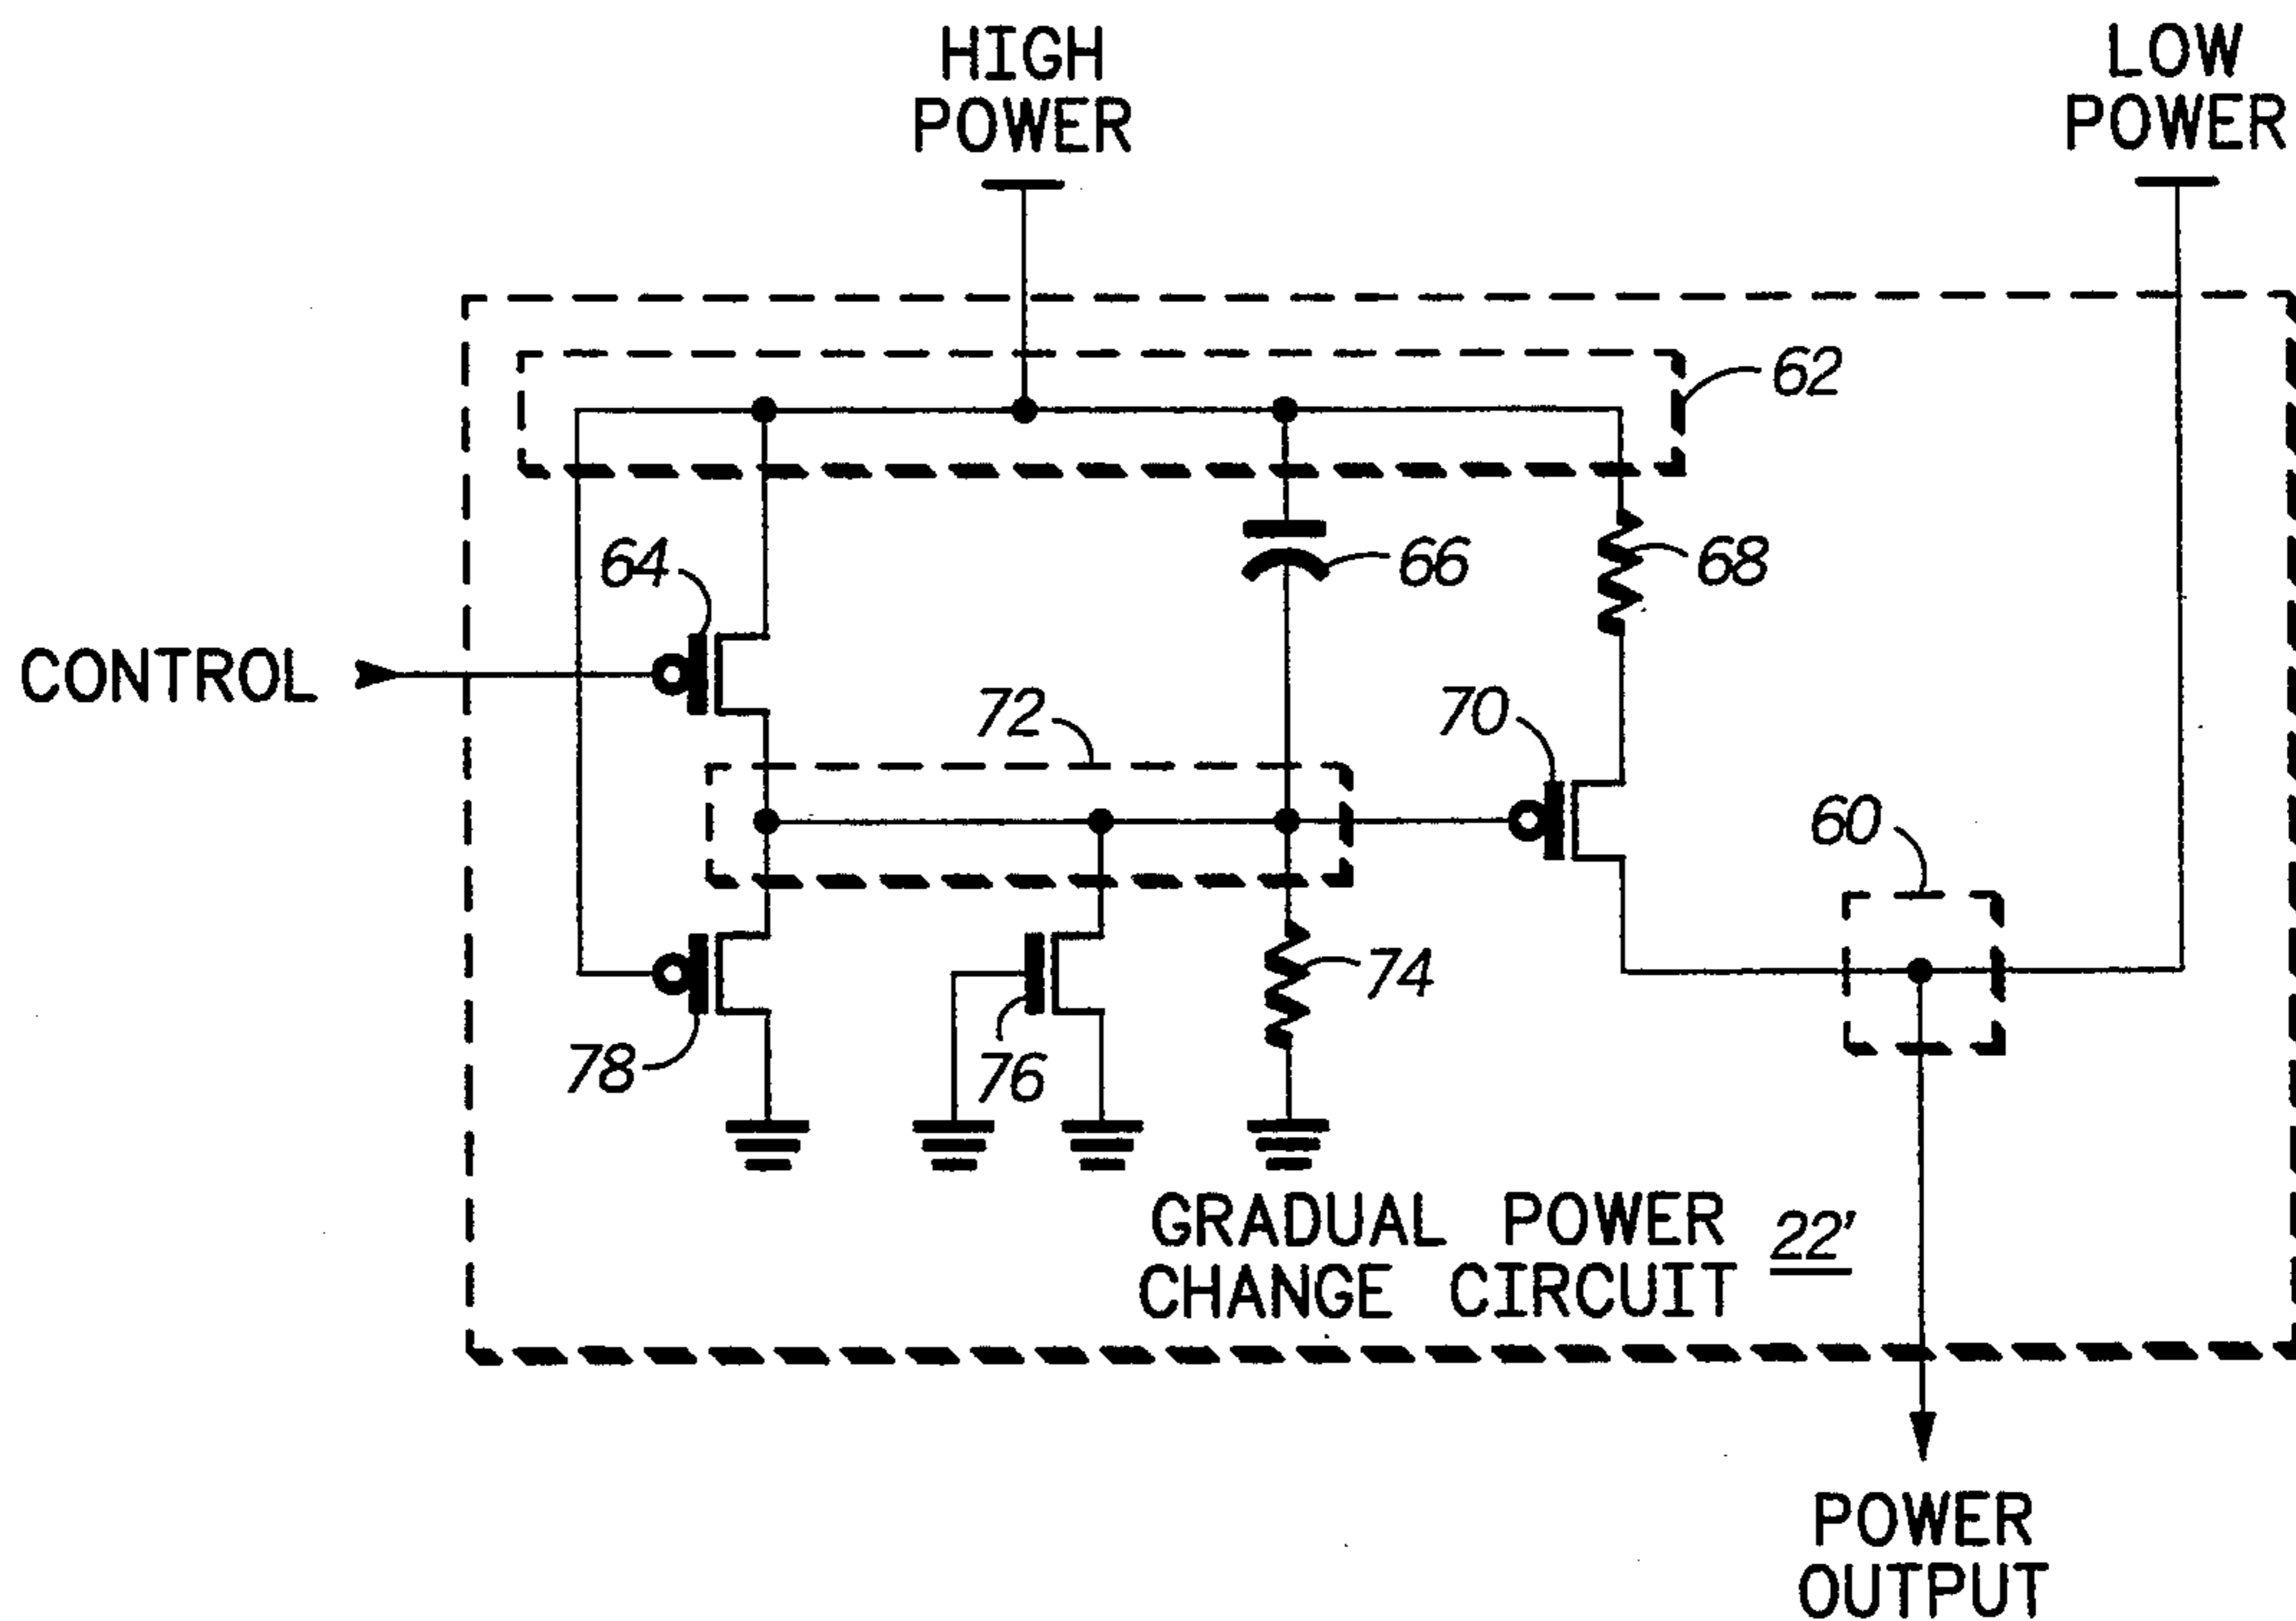 HIGH
POWER
LOW
POWER
62
64
66
68
CONTROL
72
70
60
74
78
76
GRADUAL POWER
CHANGE CIRCUIT 22'
POWER
OUTPUT